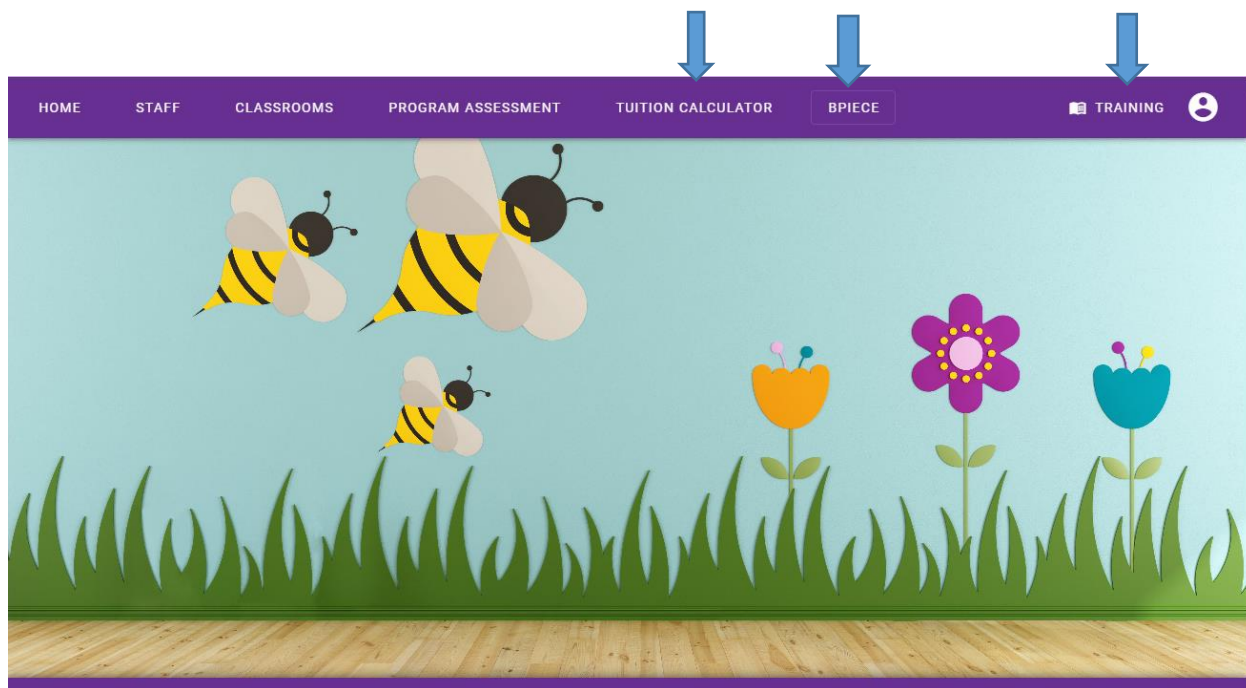 HOME STAFF CLASSROOMS PROGRAM ASSESSMENT TUITION CALCULATOR BPIECE TRAINING